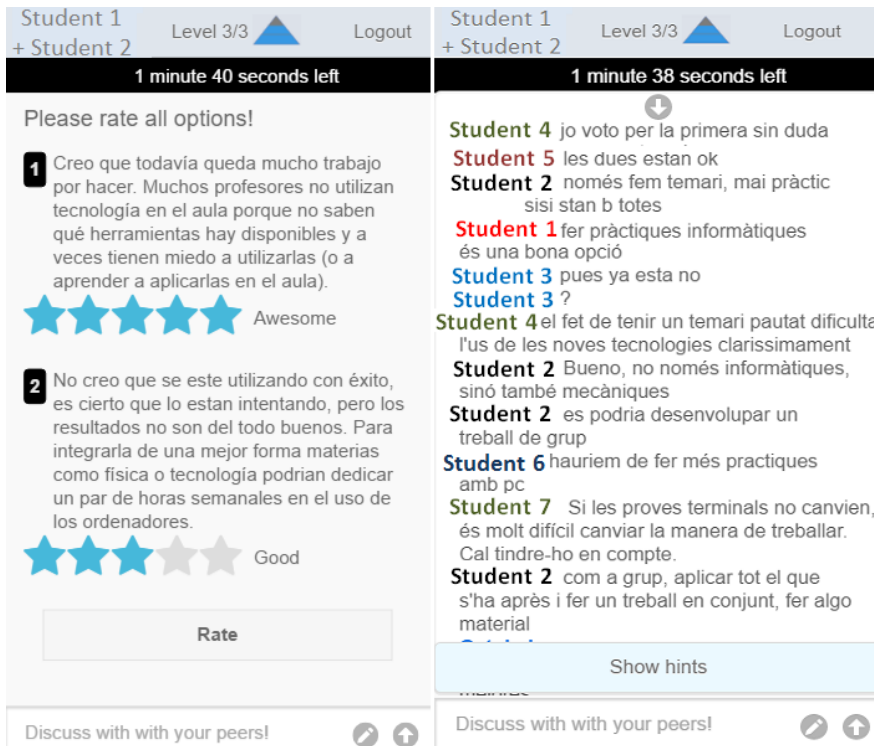 Student 1
+ Student 2
Level 3/3
Logout
1 minute 40 seconds left
Please rate all options!
1
Creo que todavía queda mucho trabajo
por hacer. Muchos profesores no utilizan
tecnología en el aula porque no saben
qué herramientas hay disponibles y a
veces tienen miedo a utilizarlas (o a
aprender a aplicarlas en el aula).
Awesome
2
No creo que se este utilizando con éxito,
es cierto que lo estan intentando, pero los
resultados no son del todo buenos. Para
integrarla de una mejor forma materias
como física o tecnología podrian dedicar
un par de horas semanales en el uso de
los ordenadores.
Good
Rate
Discuss with with your peers!
Student 1
+ Student 2
Level 3/3
Logout
1 minute 38 seconds left
Student 4 jo voto per la primera sin duda
Student 5 les dues estan ok
Student 2 només fem temari, mai pràctic
sisi stan b totes
Student 1 fer pràctiques informàtiques
és una bona opció
Student 3 pues ya esta no
Student 3 ?
Student 4 el fet de tenir un temari pautat dificulta
l'us de les noves tecnologies clarissimament
Student 2 Bueno, no només informàtiques,
sinó també mecàniques
Student 2 es podria desenvolupar un
treball de grup
Student 6 hauriem de fer més practiques
amb pc
Student 7 Si les proves terminals no canvien,
és molt difícil canviar la manera de treballar.
Cal tindre-ho en compte.
Student 2 com a grup, aplicar tot el que
s'ha après i fer un treball en conjunt, fer algo
material
Show hints
Discuss with with your peers!